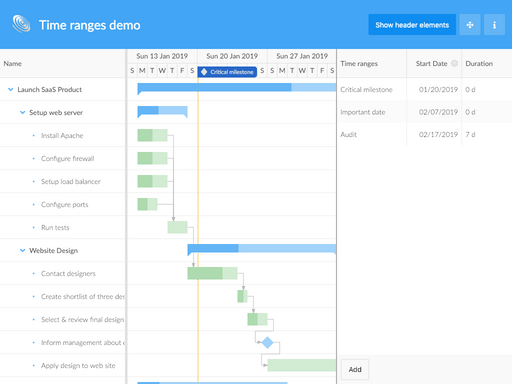 Time ranges demo
Show header elements
Name
Sun 13 Jan 2019 Sun 20 Jan 2019 Sun 27 Jan 2019
S M T W T F S S M T W T F S
Critical milestone
Time ranges Start Date Duration
Launch SaaS Product
Critical milestone 01/20/2019 0 d
Setup web server
Important date 02/07/2019 0 d
Install Apache
Audit 02/17/2019 7 d
Configure firewall
Setup load balancer
Configure ports
Run tests
Website Design
Contact designers
Create shortlist of three
Select & review final design
Inform management about
Apply design to web site
Add